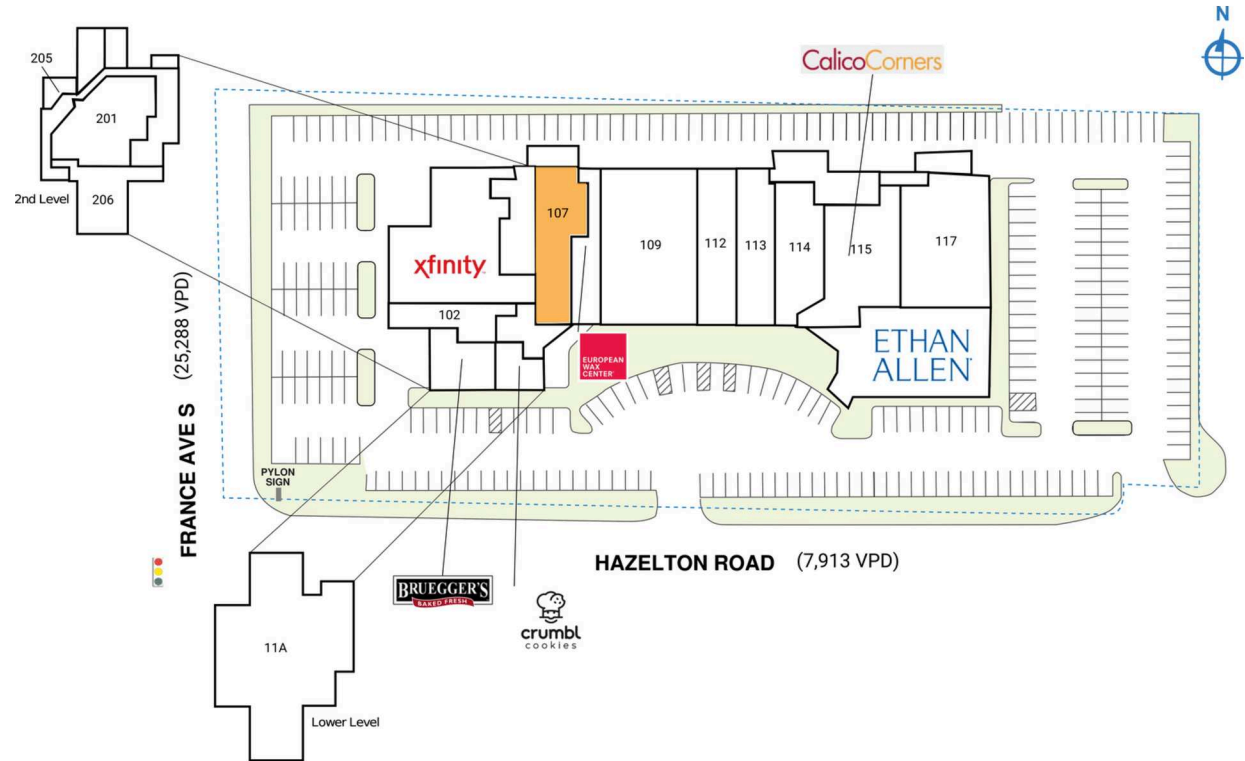 N
CalicoCorners
205
201
2nd Level
206
107
109
112
113
114
115
117
xfinity
102
EUROPEAN
WAX
CENTER
ETHAN
ALLEN
FRANCE AVE S (25,288 VPD)
PYLON
SIGN
HAZELTON ROAD (7,913 VPD)
BRUEGGER'S
BAKED FRESH
crumbl
cookies
11A
Lower Level